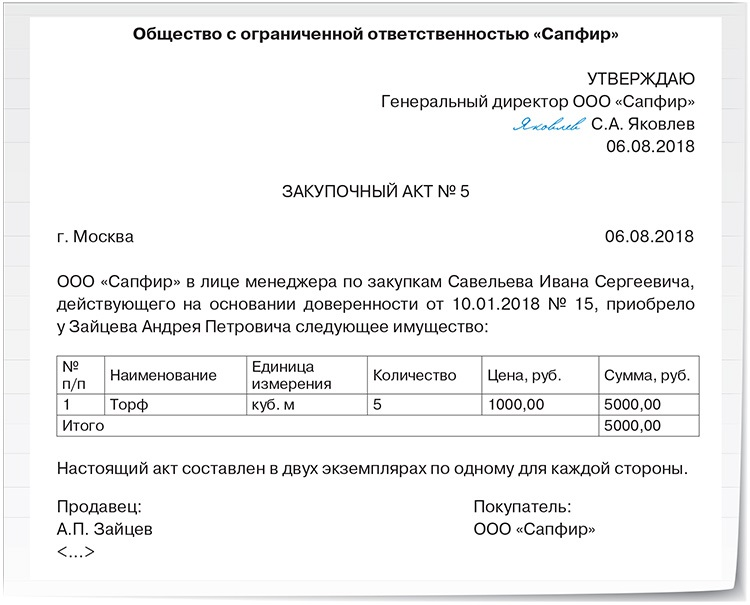 Общество с ограниченной ответственностью «Сапфир»
УТВЕРЖДАЮ
Генеральный директор ООО «Сапфир»
Яковлев С.А. Яковлев
06.08.2018
ЗАКУПОЧНЫЙ АКТ № 5
г. Москва 06.08.2018
ООО «Сапфир» в лице менеджера по закупкам Савельева Ивана Сергеевича,
действующего на основании доверенности от 10.01.2018 № 15, приобрело
у Зайцева Андрея Петровича следующее имущество:
№ п/п Наименование Единица измерения Количество Цена, руб. Сумма, руб.
1 Торф куб. м 5 1000,00 5000,00
Итого 5000,00
Настоящий акт составлен в двух экземплярах по одному для каждой стороны.
Продавец: Покупатель:
А.П. Зайцев ООО «Сапфир»
<...>